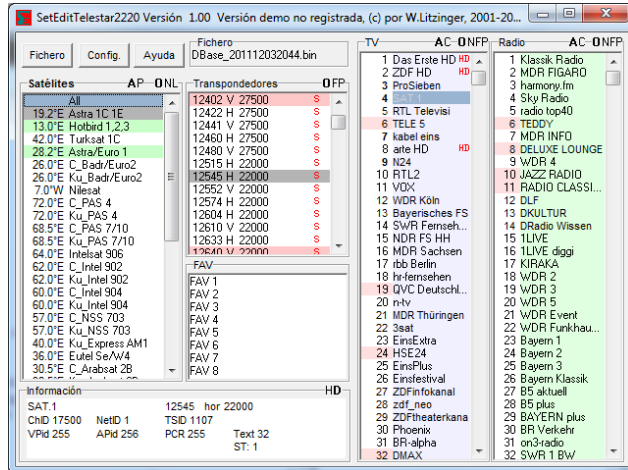 SetEditTelestar2220 Versión 1.00 Versión demo no registrada, (c) por W.Litzinger, 2001-20...
Fichero
Config.
Ayuda
Fichero
DBase_201112032044.bin
Satélites AP ONL
All
19.2°E Astra 1C 1E
13.0°E Hotbird 1,2,3
42.0°E Turksat 1C
28.2°E Astra/Euro 1
26.0°E C_Badr/Euro2
26.0°E Ku_Badr/Euro2
7.0°W Nilesat
72.0°E C_PAS 4
72.0°E Ku_PAS 4
68.5°E C_PAS 7/10
68.5°E Ku_PAS 7/10
64.0°E Intelsat 906
62.0°E C_Intel 902
62.0°E Ku_Intel 902
60.0°E C_Intel 904
60.0°E Ku_Intel 904
57.0°E C_NSS 703
57.0°E Ku_NSS 703
40.0°E Ku_Express AM1
36.0°E Eutel Se/W4
30.5°E C_Arabsat 2B
Transpondedores OFP
12402 V 27500 S
12422 H 27500 S
12441 V 27500 S
12460 H 27500 S
12480 V 27500 S
12515 H 22000 S
12545 H 22000 S
12552 V 22000 S
12574 H 22000 S
12604 H 22000 S
12610 V 22000 S
12633 H 22000 S
12640 V 22000 S
FAV
FAV 1
FAV 2
FAV 3
FAV 4
FAV 5
FAV 6
FAV 7
FAV 8
TV AC-ONFP
1 Das Erste HD HD
2 ZDF HD HD
3 ProSieben
4 SAT.1
5 RTL Televisi
6 TELE 5
7 kabel eins
8 arte HD HD
9 N24
10 RTL2
11 VOX
12 WDR Köln
13 Bayerisches FS
14 SWR Fernseh...
15 NDR FS HH
16 MDR Sachsen
17 rbb Berlin
18 hr-fernsehen
19 QVC Deutschl...
20 n-tv
21 MDR Thüringen
22 3sat
23 EinsExtra
24 HSE24
25 EinsPlus
26 Einsfestival
27 ZDFinfokanal
28 zdf_neo
29 ZDFtheaterkana
30 Phoenix
31 BR-alpha
32 DMAX
Radio AC-ONFP
1 Klassik Radio
2 MDR FIGARO
3 harmony.fm
4 Sky Radio
5 radio top40
6 TEDDY
7 MDR INFO
8 DELUXE LOUNGE
9 WDR 4
10 JAZZ RADIO
11 RADIO CLASSI...
12 DLF
13 DKULTUR
14 DRadio Wissen
15 1LIVE
16 1LIVE diggi
17 KIRAKA
18 WDR 2
19 WDR 3
20 WDR 5
21 WDR Event
22 WDR Funkhau...
23 Bayern 1
24 Bayern 2
25 Bayern 3
26 Bayern Klassik
27 B5 aktuell
28 B5 plus
29 BAYERN plus
30 BR Verkehr
31 on3-radio
32 SWR 1 BW
Información HD
SAT.1 12545 hor 22000
ChID 17500 NetID 1 TSID 1107
VPid 255 APid 256 PCR 255 Text 32
ST: 1